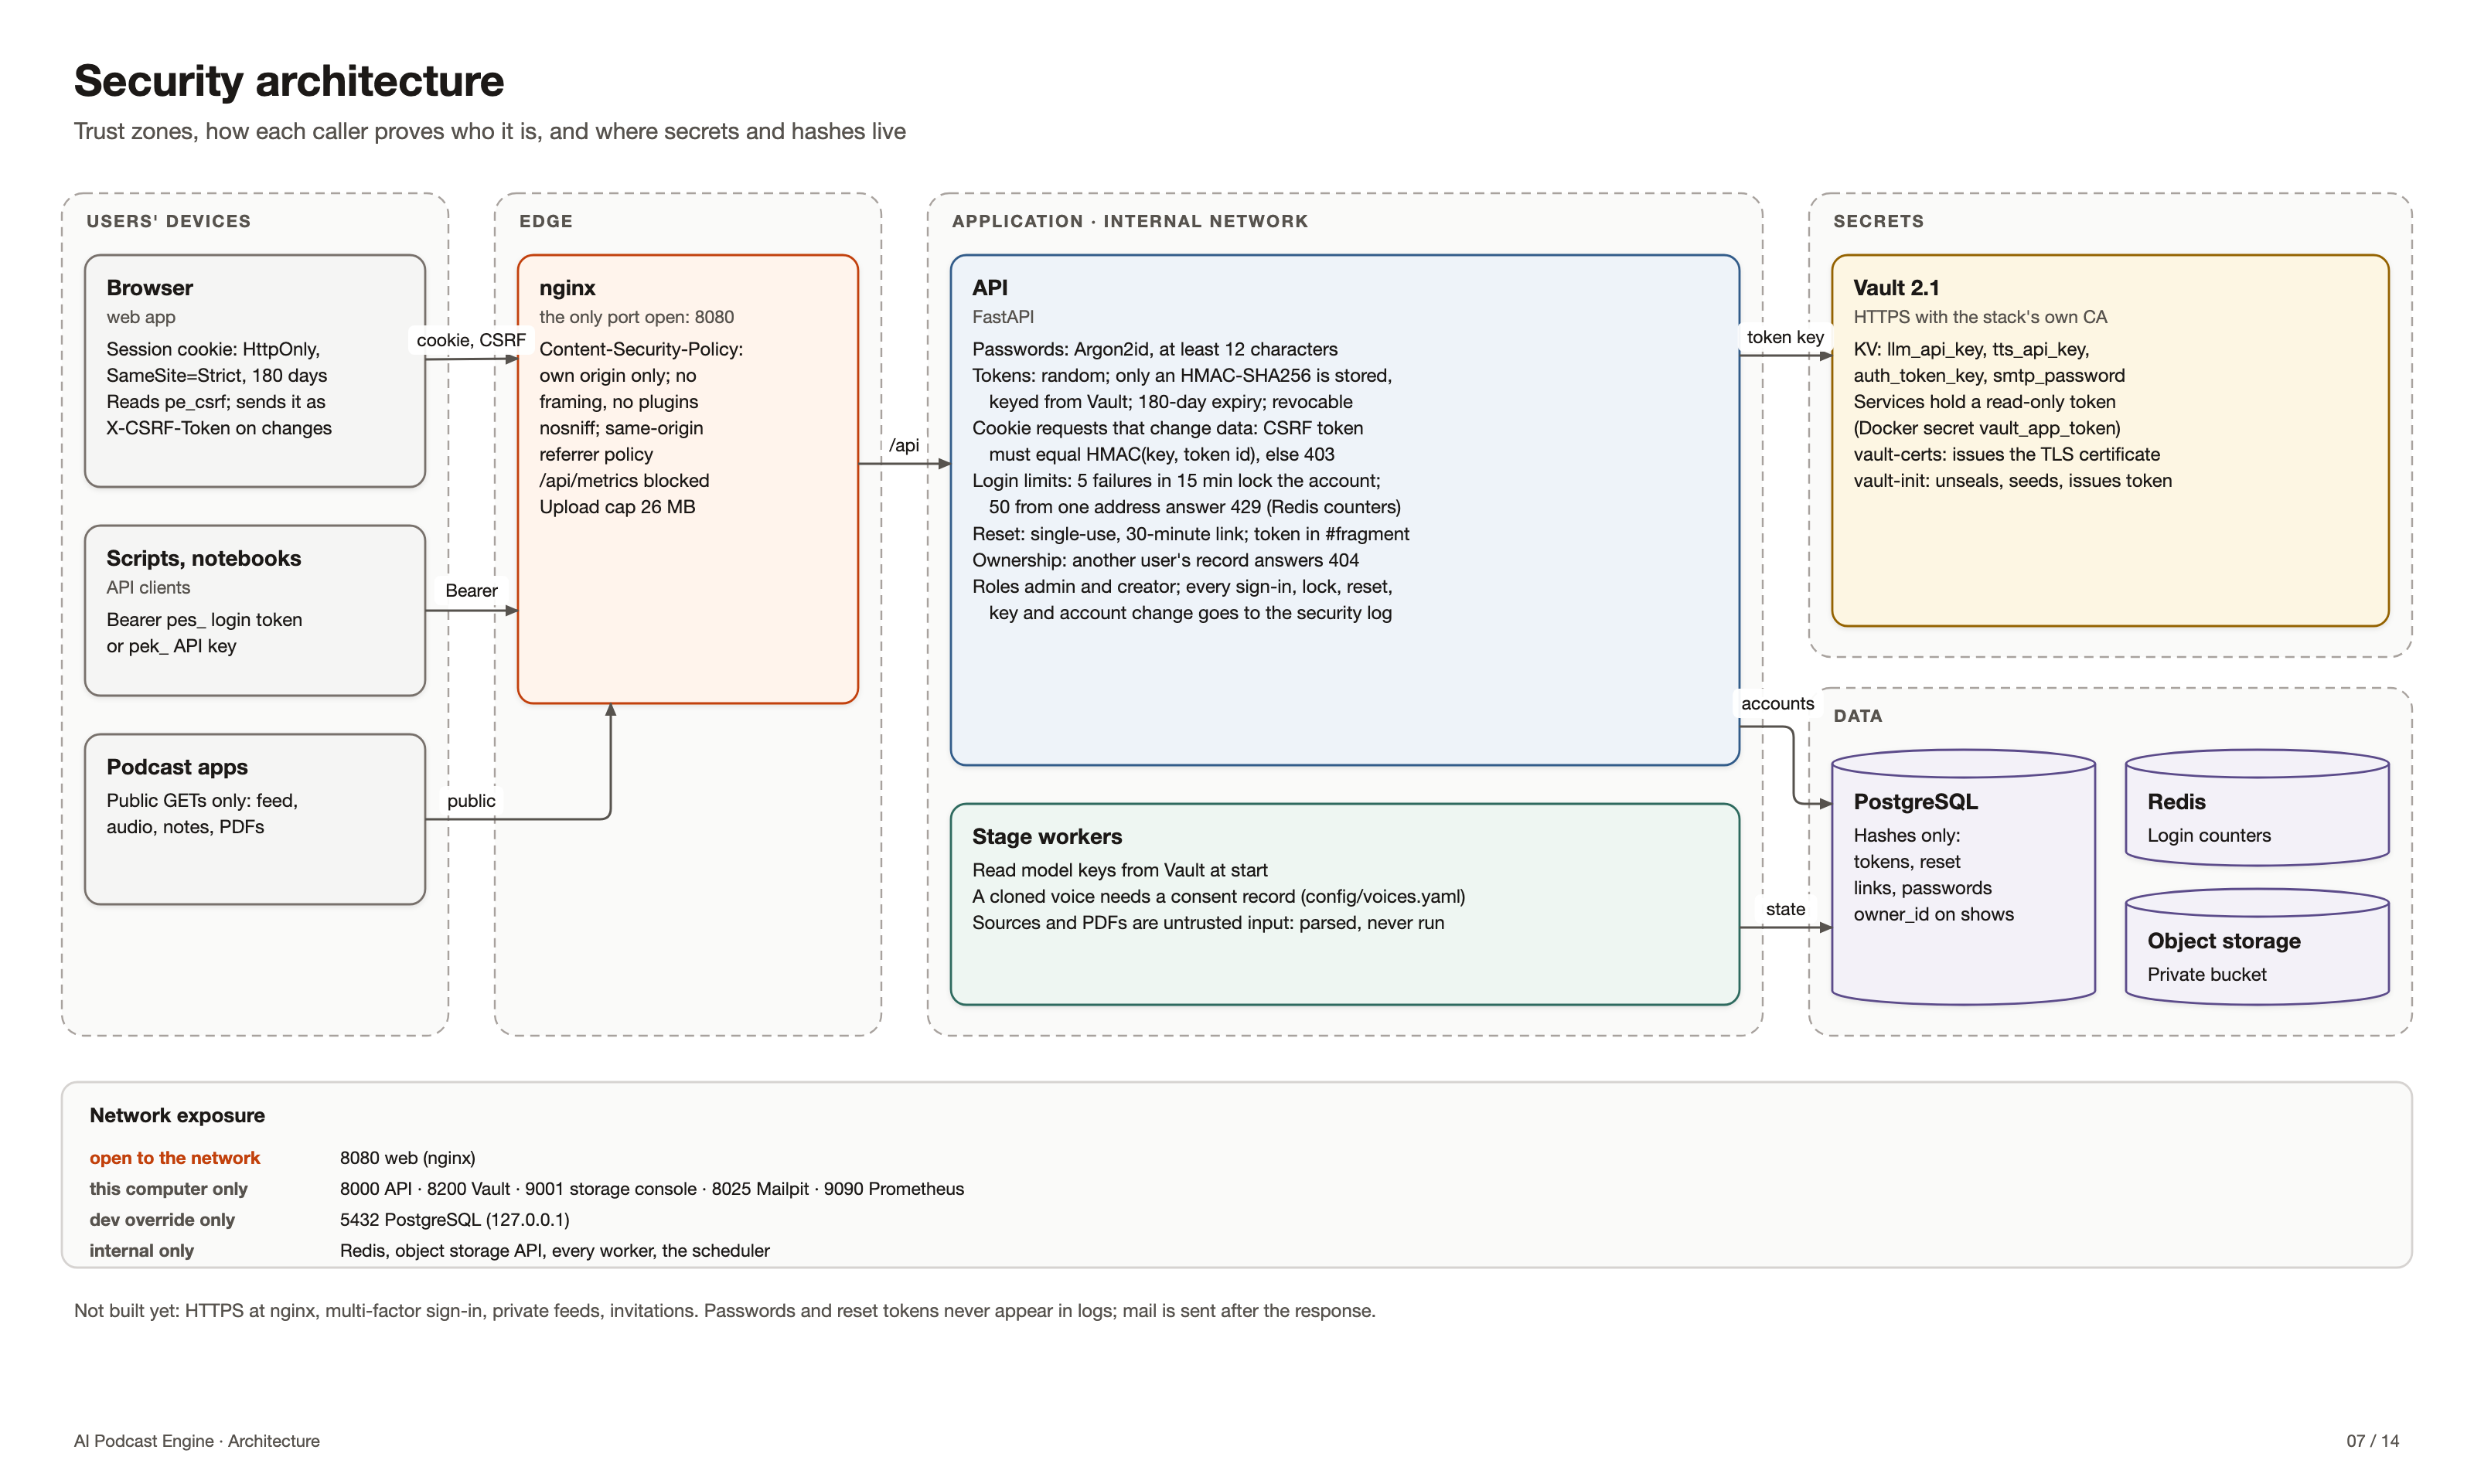 Security architecture
Trust zones, how each caller proves who it is, and where secrets and hashes live
USERS' DEVICES
Browser
web app
Session cookie: HttpOnly,
SameSite=Strict, 180 days
Reads pe_csrf; sends it as
X-CSRF-Token on changes
Scripts, notebooks
API clients
Bearer pes_ login token
or pek_ API key
Podcast apps
Public GETs only: feed,
audio, notes, PDFs
cookie, CSRF
Bearer
public
EDGE
nginx
the only port open: 8080
Content-Security-Policy:
own origin only; no
framing, no plugins
nosniff; same-origin
referrer policy
/api/metrics blocked
Upload cap 26 MB
/api
APPLICATION · INTERNAL NETWORK
API
FastAPI
Passwords: Argon2id, at least 12 characters
Tokens: random; only an HMAC-SHA256 is stored,
keyed from Vault; 180-day expiry; revocable
Cookie requests that change data: CSRF token
must equal HMAC(key, token id), else 403
Login limits: 5 failures in 15 min lock the account;
50 from one address answer 429 (Redis counters)
Reset: single-use, 30-minute link; token in #fragment
Ownership: another user's record answers 404
Roles admin and creator; every sign-in, lock, reset,
key and account change goes to the security log
Stage workers
Read model keys from Vault at start
A cloned voice needs a consent record (config/voices.yaml)
Sources and PDFs are untrusted input: parsed, never run
token key
accounts
state
SECRETS
Vault 2.1
HTTPS with the stack's own CA
KV: llm_api_key, tts_api_key,
auth_token_key, smtp_password
Services hold a read-only token
(Docker secret vault_app_token)
vault-certs: issues the TLS certificate
vault-init: unseals, seeds, issues token
DATA
PostgreSQL
Hashes only:
tokens, reset
links, passwords
owner_id on shows
Redis
Login counters
Object storage
Private bucket
Network exposure
open to the network 8080 web (nginx)
this computer only 8000 API · 8200 Vault · 9001 storage console · 8025 Mailpit · 9090 Prometheus
dev override only 5432 PostgreSQL (127.0.0.1)
internal only Redis, object storage API, every worker, the scheduler
Not built yet: HTTPS at nginx, multi-factor sign-in, private feeds, invitations. Passwords and reset tokens never appear in logs; mail is sent after the response.
AI Podcast Engine · Architecture
07 / 14